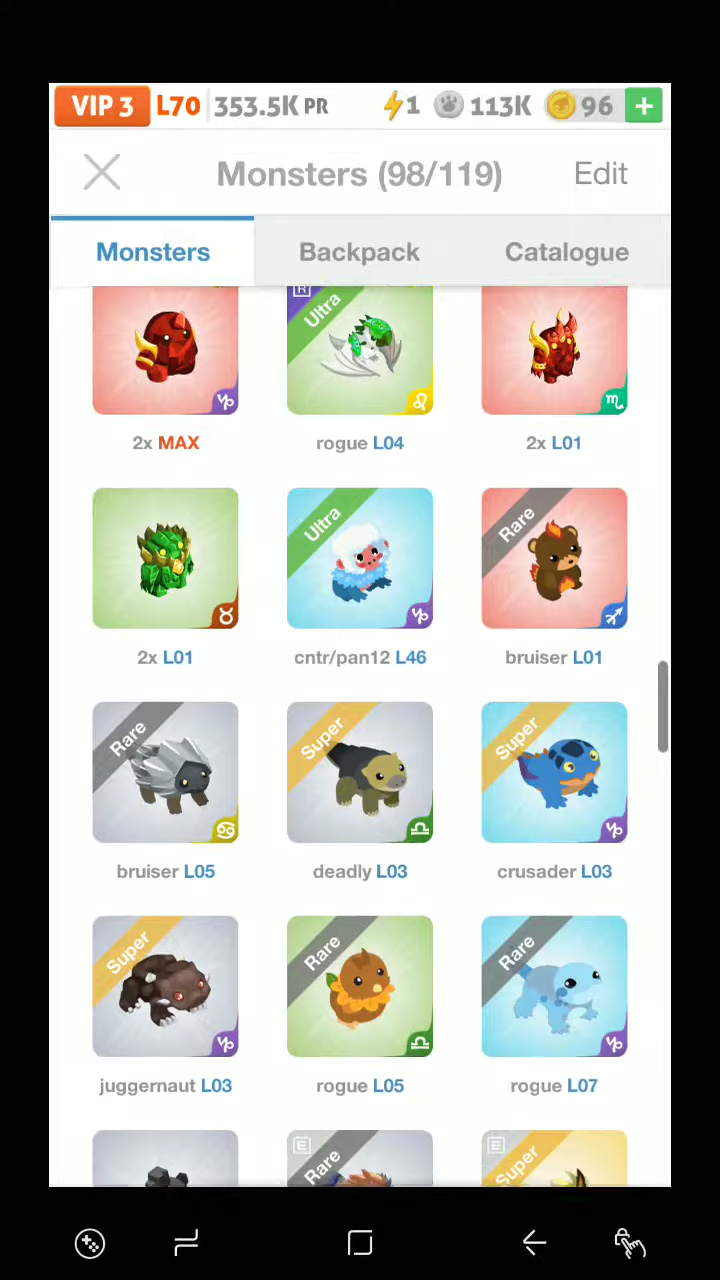 VIP 3 L70 353.5K PR 1 113K 96 +
Monsters (98/119) Edit
Monsters Backpack Catalogue
R Ultra
2x MAX rogue L04 2x L01
Ultra Rare
2x L01 cntr/pan12 L46 bruiser L01
Rare Super Super
bruiser L05 deadly L03 crusader L03
Super Rare Rare
juggernaut L03 rogue L05 rogue L07
E Rare E Super